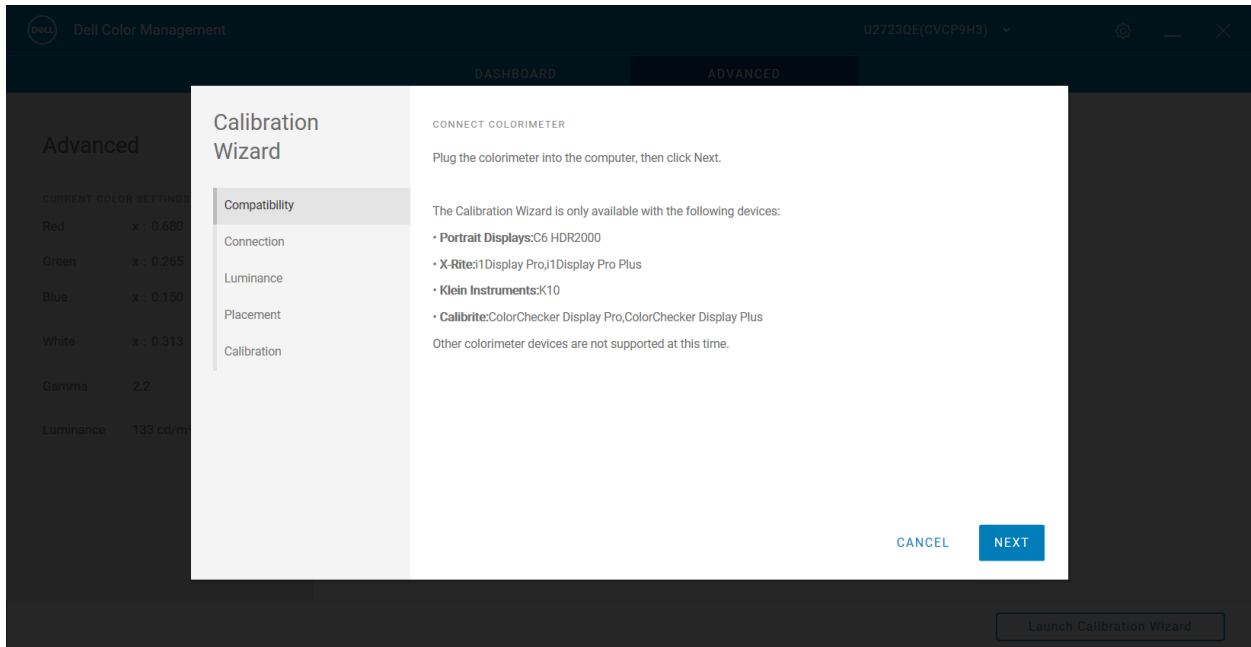 DELL
Dell Color Management
U2723QE(CVCP9H3)
DASHBOARD
ADVANCED
Advanced
CURRENT COLOR SETTINGS
Red x : 0.680
Green x : 0.265
Blue x : 0.150
White x : 0.313
Gamma 2.2
Luminance 133 cd/m²
Calibration
Wizard
Compatibility
Connection
Luminance
Placement
Calibration
CONNECT COLORIMETER
Plug the colorimeter into the computer, then click Next.
The Calibration Wizard is only available with the following devices:
• Portrait Displays:C6 HDR2000
• X-Rite:i1Display Pro,i1Display Pro Plus
• Klein Instruments:K10
• Calibrite:ColorChecker Display Pro,ColorChecker Display Plus
Other colorimeter devices are not supported at this time.
CANCEL
NEXT
Launch Calibration Wizard